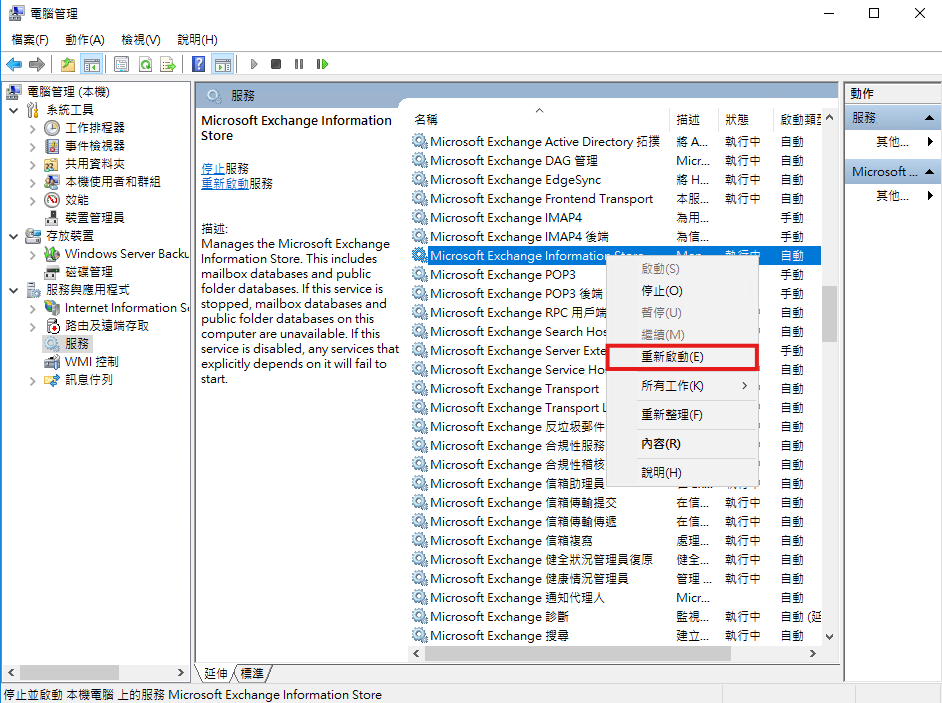 電腦管理
檔案(F) 動作(A) 檢視(V) 說明(H)
電腦管理 (本機)
系統工具
工作排程器
事件檢視器
共用資料夾
本機使用者和群組
效能
裝置管理員
存放裝置
Windows Server Backu
磁碟管理
服務與應用程式
Internet Information Se
路由及遠端存取
服務
WMI 控制
訊息佇列
服務
Microsoft Exchange Information Store
停止服務
重新啟動服務
描述:
Manages the Microsoft Exchange
Information Store. This includes
mailbox databases and public
folder databases. If this service is
stopped, mailbox databases and
public folder databases on this
computer are unavailable. If this
service is disabled, any services that
explicitly depends on it will fail to
start.
名稱 描述 狀態 啟動類型
Microsoft Exchange Active Directory 拓撲 將 A... 執行中 自動
Microsoft Exchange DAG 管理 Micr... 執行中 自動
Microsoft Exchange EdgeSync 將 H... 執行中 自動
Microsoft Exchange Frontend Transport 本服... 執行中 自動
Microsoft Exchange IMAP4 為用... 手動
Microsoft Exchange IMAP4 後端 為信... 手動
Microsoft Exchange Information Store Man... 執行中 自動
Microsoft Exchange POP3 手動
Microsoft Exchange POP3 後端 手動
Microsoft Exchange RPC 用戶端 自動
Microsoft Exchange Search Hos 自動
Microsoft Exchange Server Exte 手動
Microsoft Exchange Service Ho 自動
Microsoft Exchange Transport 自動
Microsoft Exchange Transport L 自動
Microsoft Exchange 反垃圾郵件 自動
Microsoft Exchange 合規性服務 自動
Microsoft Exchange 合規性稽核 自動
Microsoft Exchange 信箱助理員 自動
Microsoft Exchange 信箱傳輸提交 在信... 執行中 自動
Microsoft Exchange 信箱傳輸傳遞 在信... 執行中 自動
Microsoft Exchange 信箱複寫 處理... 執行中 自動
Microsoft Exchange 健全狀況管理員復原 健全... 執行中 自動
Microsoft Exchange 健康情況管理員 管理 ... 執行中 自動
Microsoft Exchange 通知代理人 Micr... 自動
Microsoft Exchange 診斷 監視... 執行中 自動 (延
Microsoft Exchange 搜尋 建立... 執行中 自動
啟動(S)
停止(O)
暫停(U)
繼續(M)
重新啟動(E)
所有工作(K)
重新整理(F)
內容(R)
說明(H)
延伸 標準
動作
服務
其他...
Microsoft ...
其他...
停止並啟動 本機電腦 上的服務 Microsoft Exchange Information Store